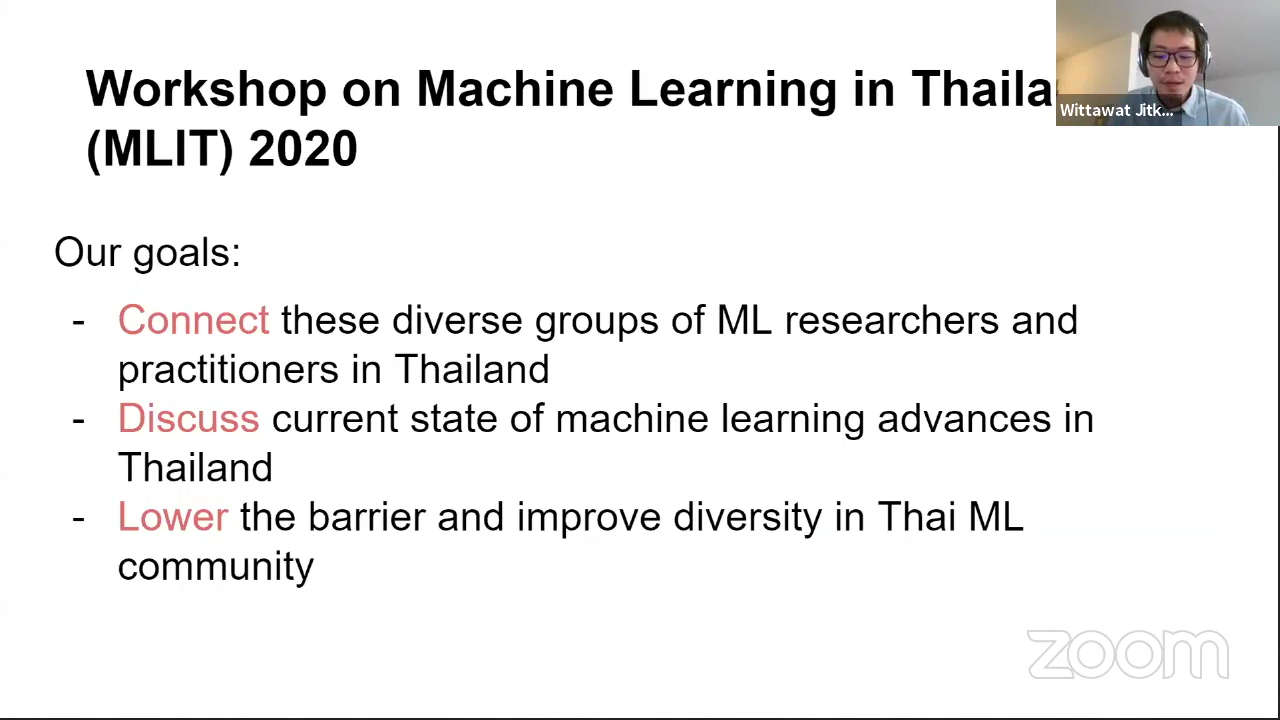 Workshop on Machine Learning in Thaila
(MLIT) 2020
Wittawat Jitk...
Our goals:
- Connect these diverse groups of ML researchers and
practitioners in Thailand
- Discuss current state of machine learning advances in
Thailand
- Lower the barrier and improve diversity in Thai ML
community
zoom